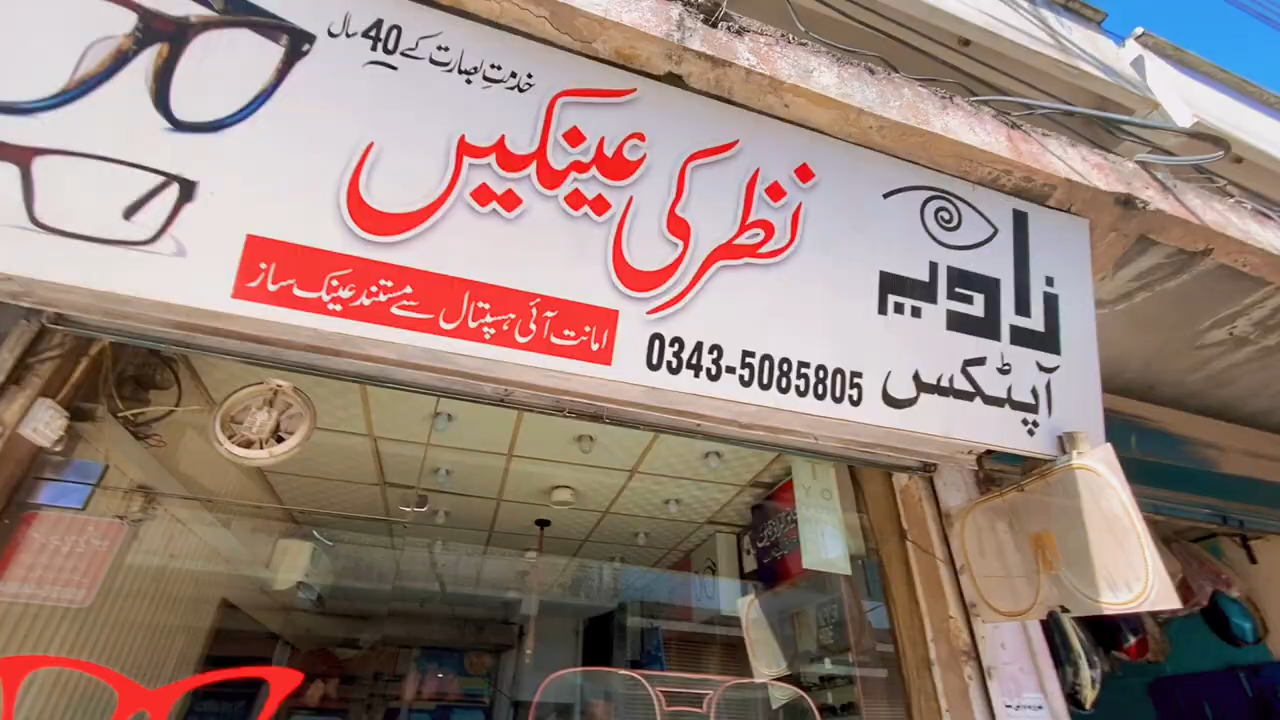 خدمتِ بصارت کے 40 سال
نظر کی عینکیں
زاویہ
آپٹکس
امانت آئی ہسپتال سے مستند عینک ساز
0343-5085805